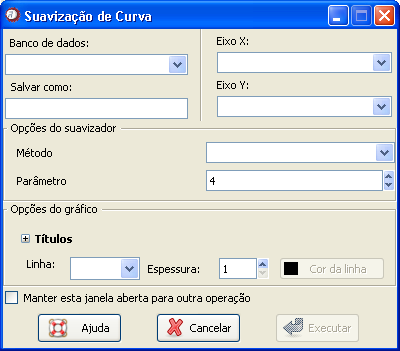 Suavização de Curva
Banco de dados:
Eixo X:
Salvar como:
Eixo Y:
Opções do suavizador
Método
Parâmetro 4
Opções do gráfico
Títulos
Linha: Espessura: 1 Cor da linha
Manter esta janela aberta para outra operação
Ajuda Cancelar Executar